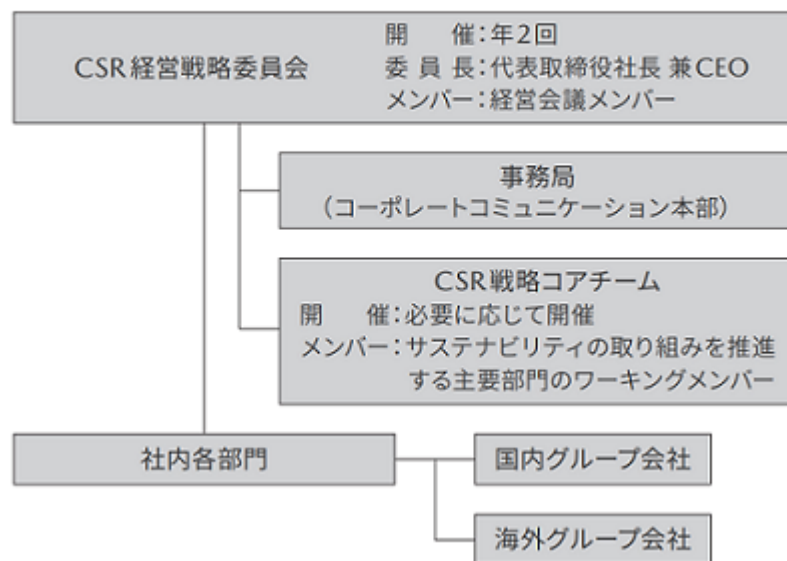 CSR経営戦略委員会
開　催：年2回
委員長：代表取締役社長 兼CEO
メンバー：経営会議メンバー
事務局
（コーポレートコミュニケーション本部）
CSR戦略コアチーム
開　催：必要に応じて開催
メンバー：サステナビリティの取り組みを推進
する主要部門のワーキングメンバー
社内各部門
国内グループ会社
海外グループ会社